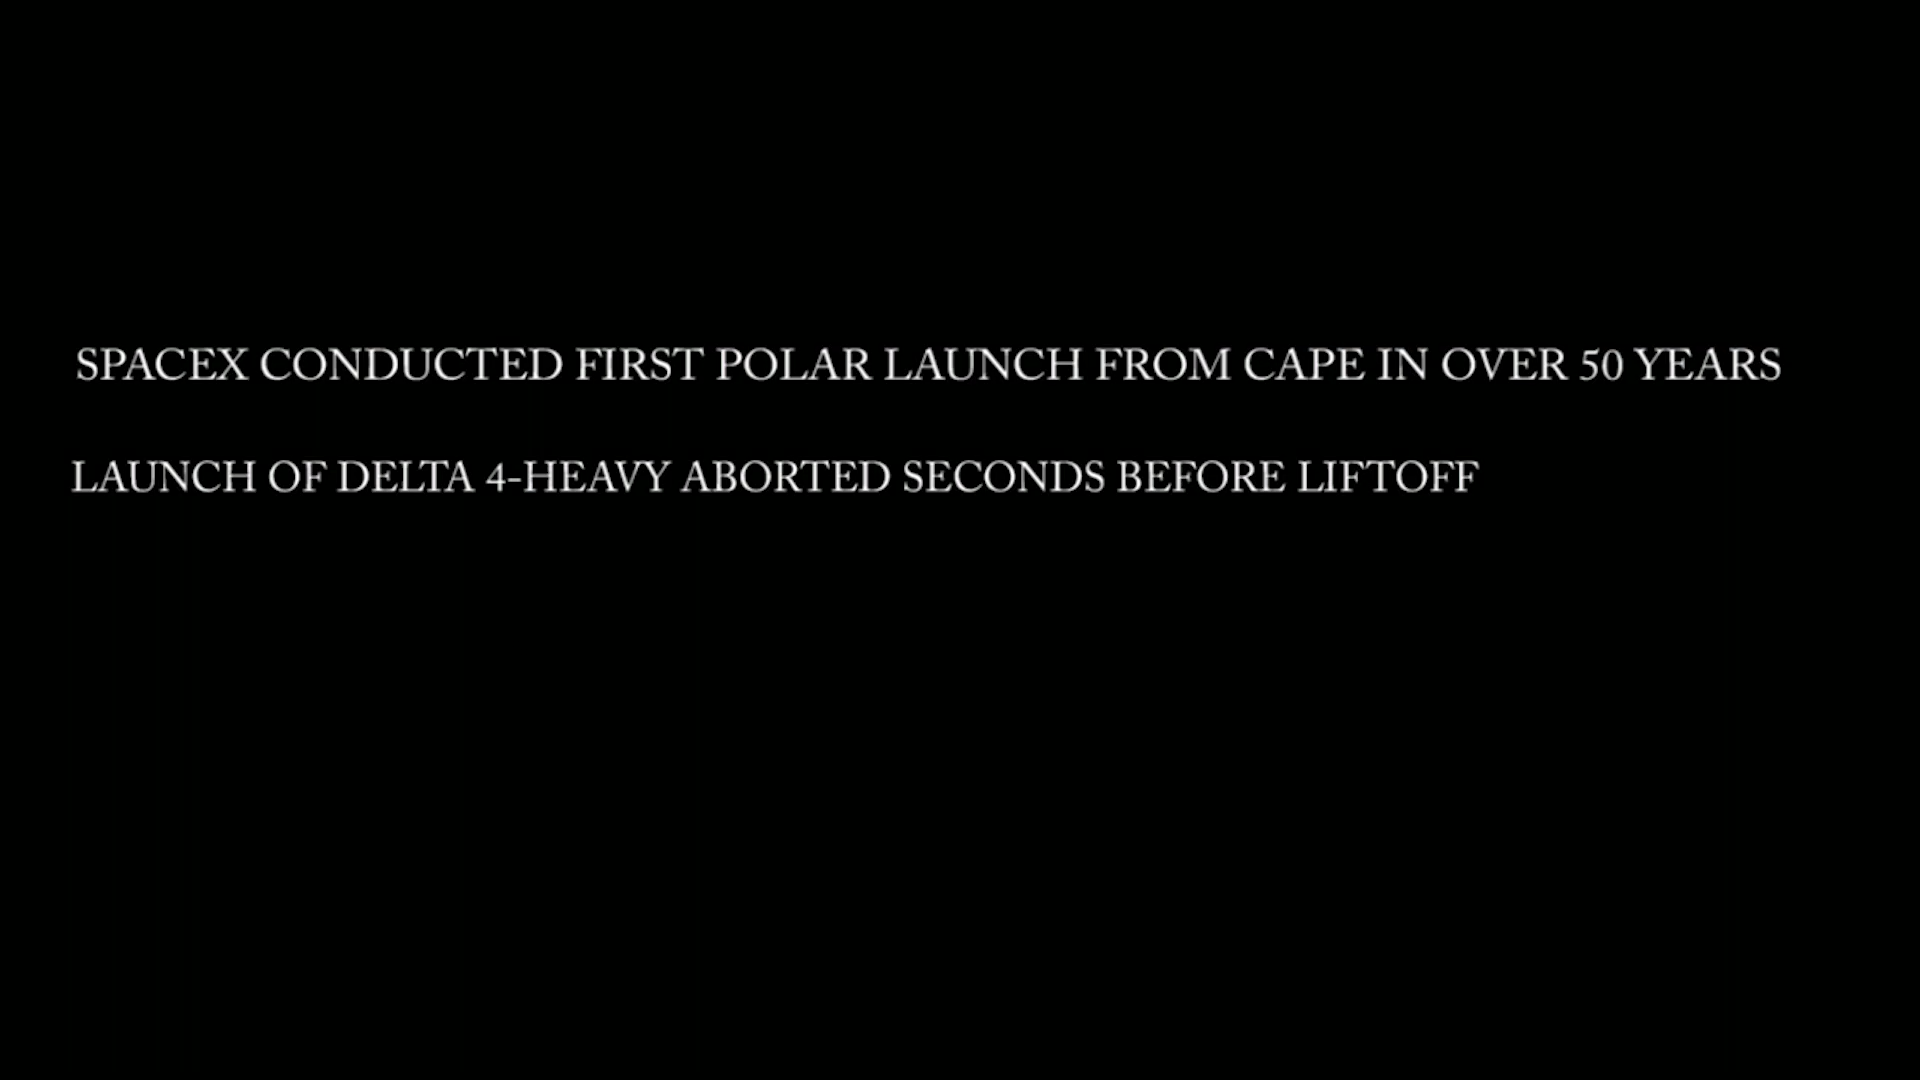 SPACEX CONDUCTED FIRST POLAR LAUNCH FROM CAPE IN OVER 50 YEARS
LAUNCH OF DELTA 4-HEAVY ABORTED SECONDS BEFORE LIFTOFF